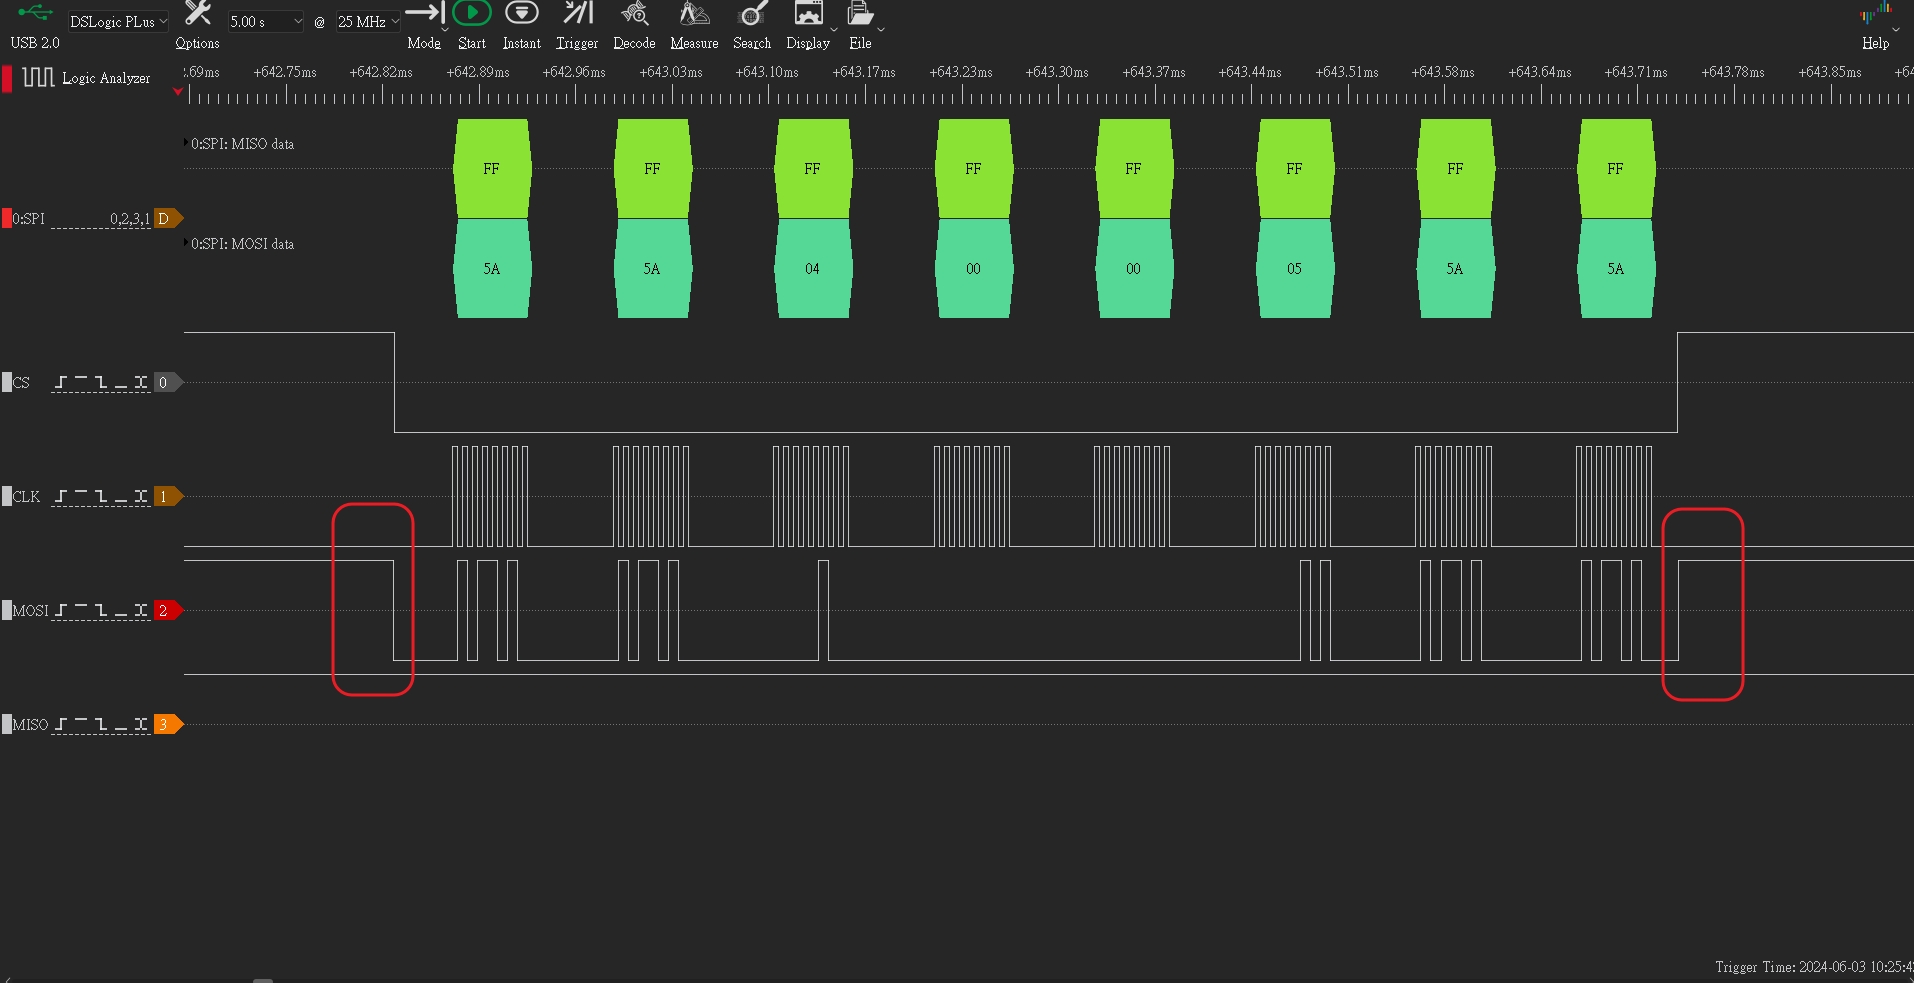 DSLogic PLus 5.00 s @ 25 MHz
USB 2.0 Options Mode Start Instant Trigger Decode Measure Search Display File Help
Logic Analyzer
.69ms +642.75ms +642.82ms +642.89ms +642.96ms +643.03ms +643.10ms +643.17ms +643.23ms +643.30ms +643.37ms +643.44ms +643.51ms +643.58ms +643.64ms +643.71ms +643.78ms +643.85ms +64
0:SPI: MISO data
FF FF FF FF FF FF FF FF
0:SPI 0,2,3,1 D
0:SPI: MOSI data
5A 5A 04 00 00 05 5A 5A
CS 0
CLK 1
MOSI 2
MISO 3
Trigger Time: 2024-06-03 10:25:4